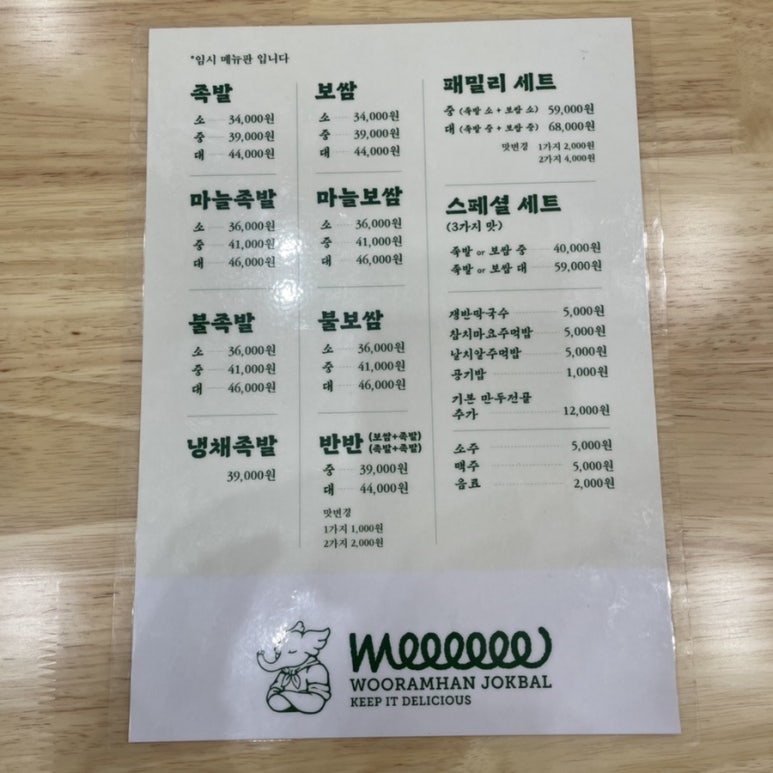 *임시 메뉴판 입니다
족발
소 34,000원
중 39,000원
대 44,000원
마늘족발
소 36,000원
중 41,000원
대 46,000원
불족발
소 36,000원
중 41,000원
대 46,000원
냉채족발
39,000원
보쌈
소 34,000원
중 39,000원
대 44,000원
마늘보쌈
소 36,000원
중 41,000원
대 46,000원
불보쌈
소 36,000원
중 41,000원
대 46,000원
반반 (보쌈+족발)
(족발+족발)
중 39,000원
대 44,000원
맛변경
1가지 1,000원
2가지 2,000원
패밀리 세트
중 (족발 소 + 보쌈 소) 59,000원
대 (족발 중 + 보쌈 중) 68,000원
맛변경 1가지 2,000원
2가지 4,000원
스페셜 세트
(3가지 맛)
족발 or 보쌈 중 40,000원
족발 or 보쌈 대 59,000원
쟁반막국수 5,000원
참치마요주먹밥 5,000원
날치알주먹밥 5,000원
공기밥 1,000원
기본 만두전골
추가 12,000원
소주 5,000원
맥주 5,000원
음료 2,000원
WOORAMHAN JOKBAL
KEEP IT DELICIOUS